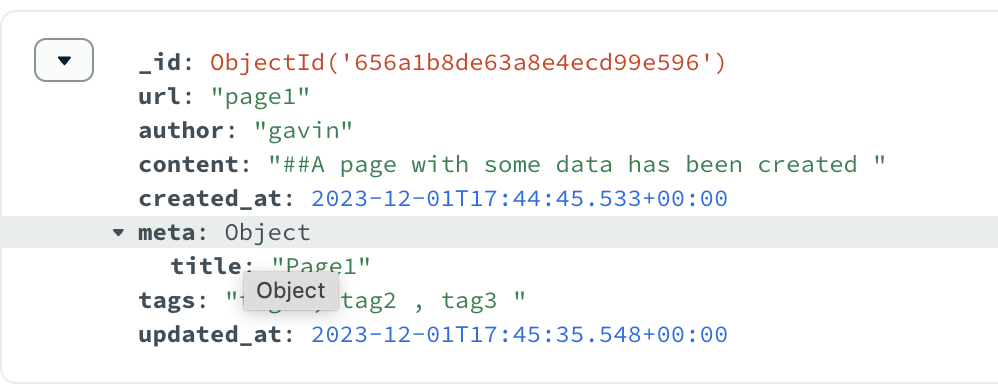 _id: ObjectId('656a1b8de63a8e4ecd99e596')
url: "page1"
author: "gavin"
content: "##A page with some data has been created "
created_at: 2023-12-01T17:44:45.533+00:00
meta: Object
title: "Page1"
Object
tags: " tag2 , tag3 "
updated_at: 2023-12-01T17:45:35.548+00:00